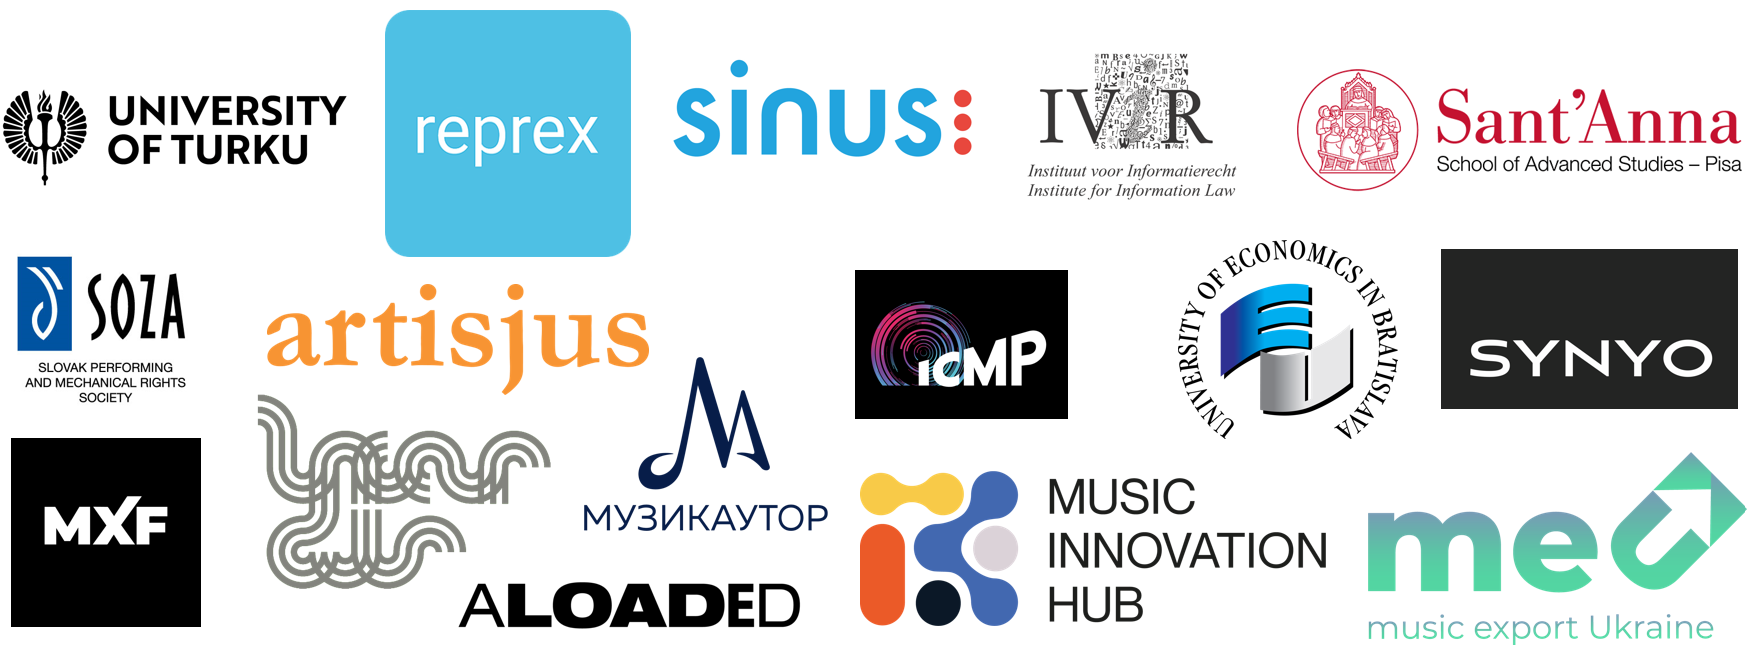 UNIVERSITY
OF TURKU
reprex
sinus
IViR
Instituut voor Informatierecht
Institute for Information Law
Sant'Anna
School of Advanced Studies – Pisa
SOZA
SLOVAK PERFORMING
AND MECHANICAL RIGHTS
SOCIETY
artisjus
icMP
UNIVERSITY OF ECONOMICS IN BRATISLAVA
SYNYO
MXF
МУЗИКАУТОР
ALOADED
MUSIC
INNOVATION
HUB
meu
music export Ukraine